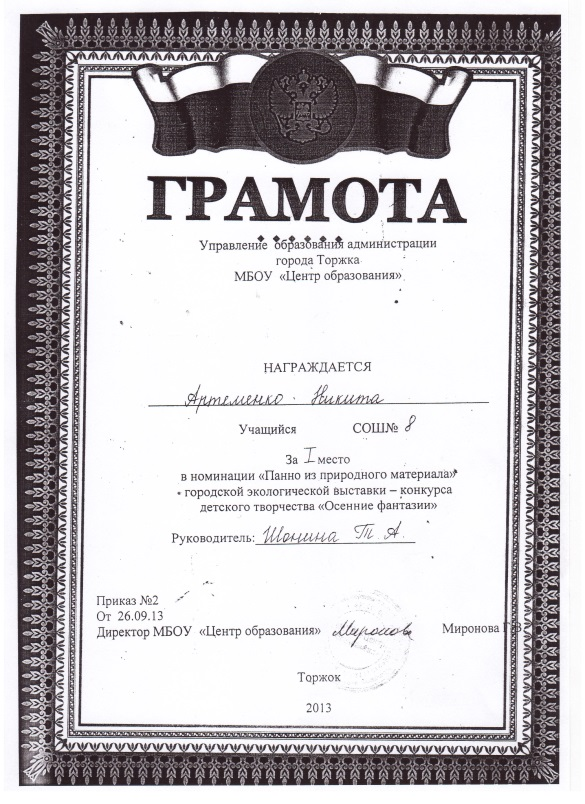 ГРАМОТА
Управление образования администрации
города Торжка
МБОУ «Центр образования»
НАГРАЖДАЕТСЯ
Артеменко Никита
Учащийся СОШ№ 8
За I место
в номинации «Панно из природного материала»
городской экологической выставки – конкурса
детского творчества «Осенние фантазии»
Руководитель: Шонина Т. А.
Приказ №2
От 26.09.13
Директор МБОУ «Центр образования» Миронова Миронова
Торжок
2013